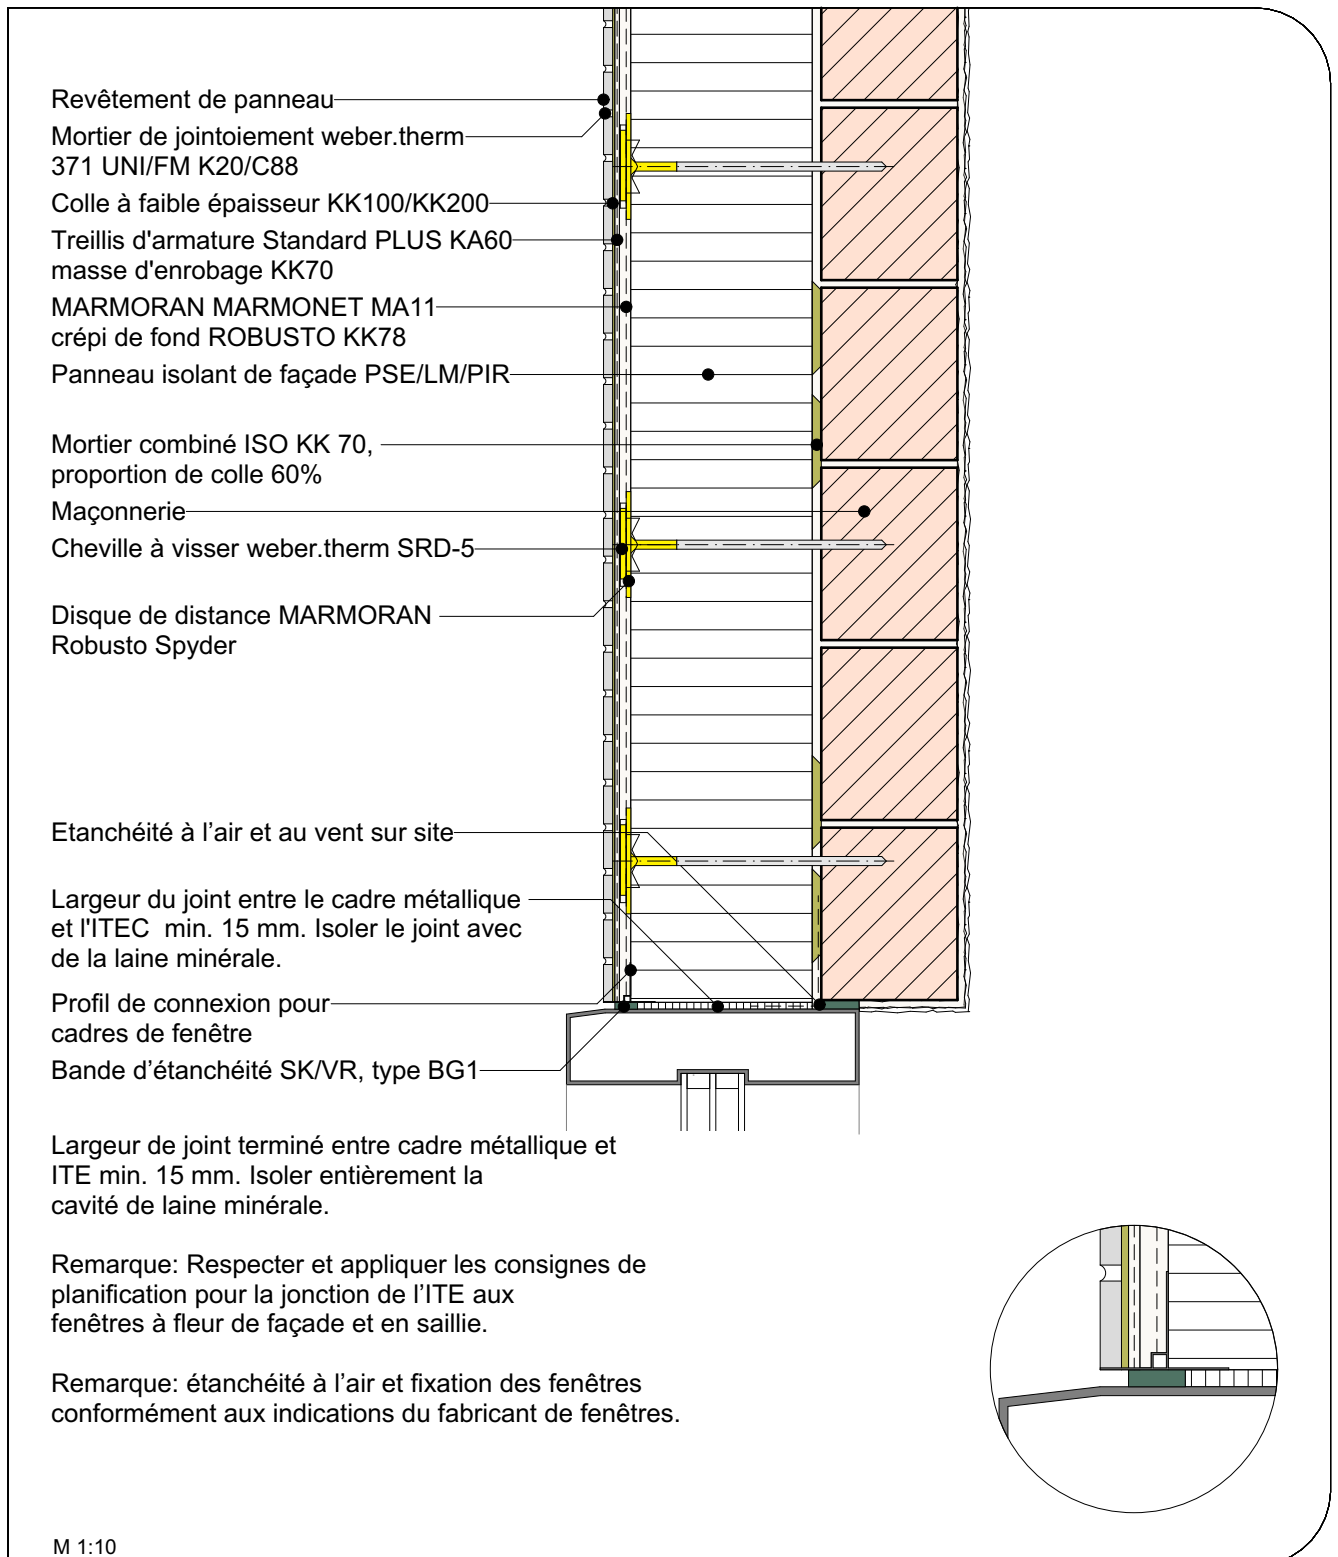 Revêtement de panneau
Mortier de jointoiement weber.therm
371 UNI/FM K20/C88
Colle à faible épaisseur KK100/KK200
Treillis d'armature Standard PLUS KA60
masse d'enrobage KK70
MARMORAN MARMONET MA11
crépi de fond ROBUSTO KK78
Panneau isolant de façade PSE/LM/PIR
Mortier combiné ISO KK 70,
proportion de colle 60%
Maçonnerie
Cheville à visser weber.therm SRD-5
Disque de distance MARMORAN
Robusto Spyder
Etanchéité à l’air et au vent sur site
Largeur du joint entre le cadre métallique
et l'ITEC  min. 15 mm. Isoler le joint avec
de la laine minérale.
Profil de connexion pour
cadres de fenêtre
Bande d’étanchéité SK/VR, type BG1
Largeur de joint terminé entre cadre métallique et
ITE min. 15 mm. Isoler entièrement la
cavité de laine minérale.
Remarque: Respecter et appliquer les consignes de
planification pour la jonction de l’ITE aux
fenêtres à fleur de façade et en saillie.
Remarque: étanchéité à l’air et fixation des fenêtres
conformément aux indications du fabricant de fenêtres.
M 1:10